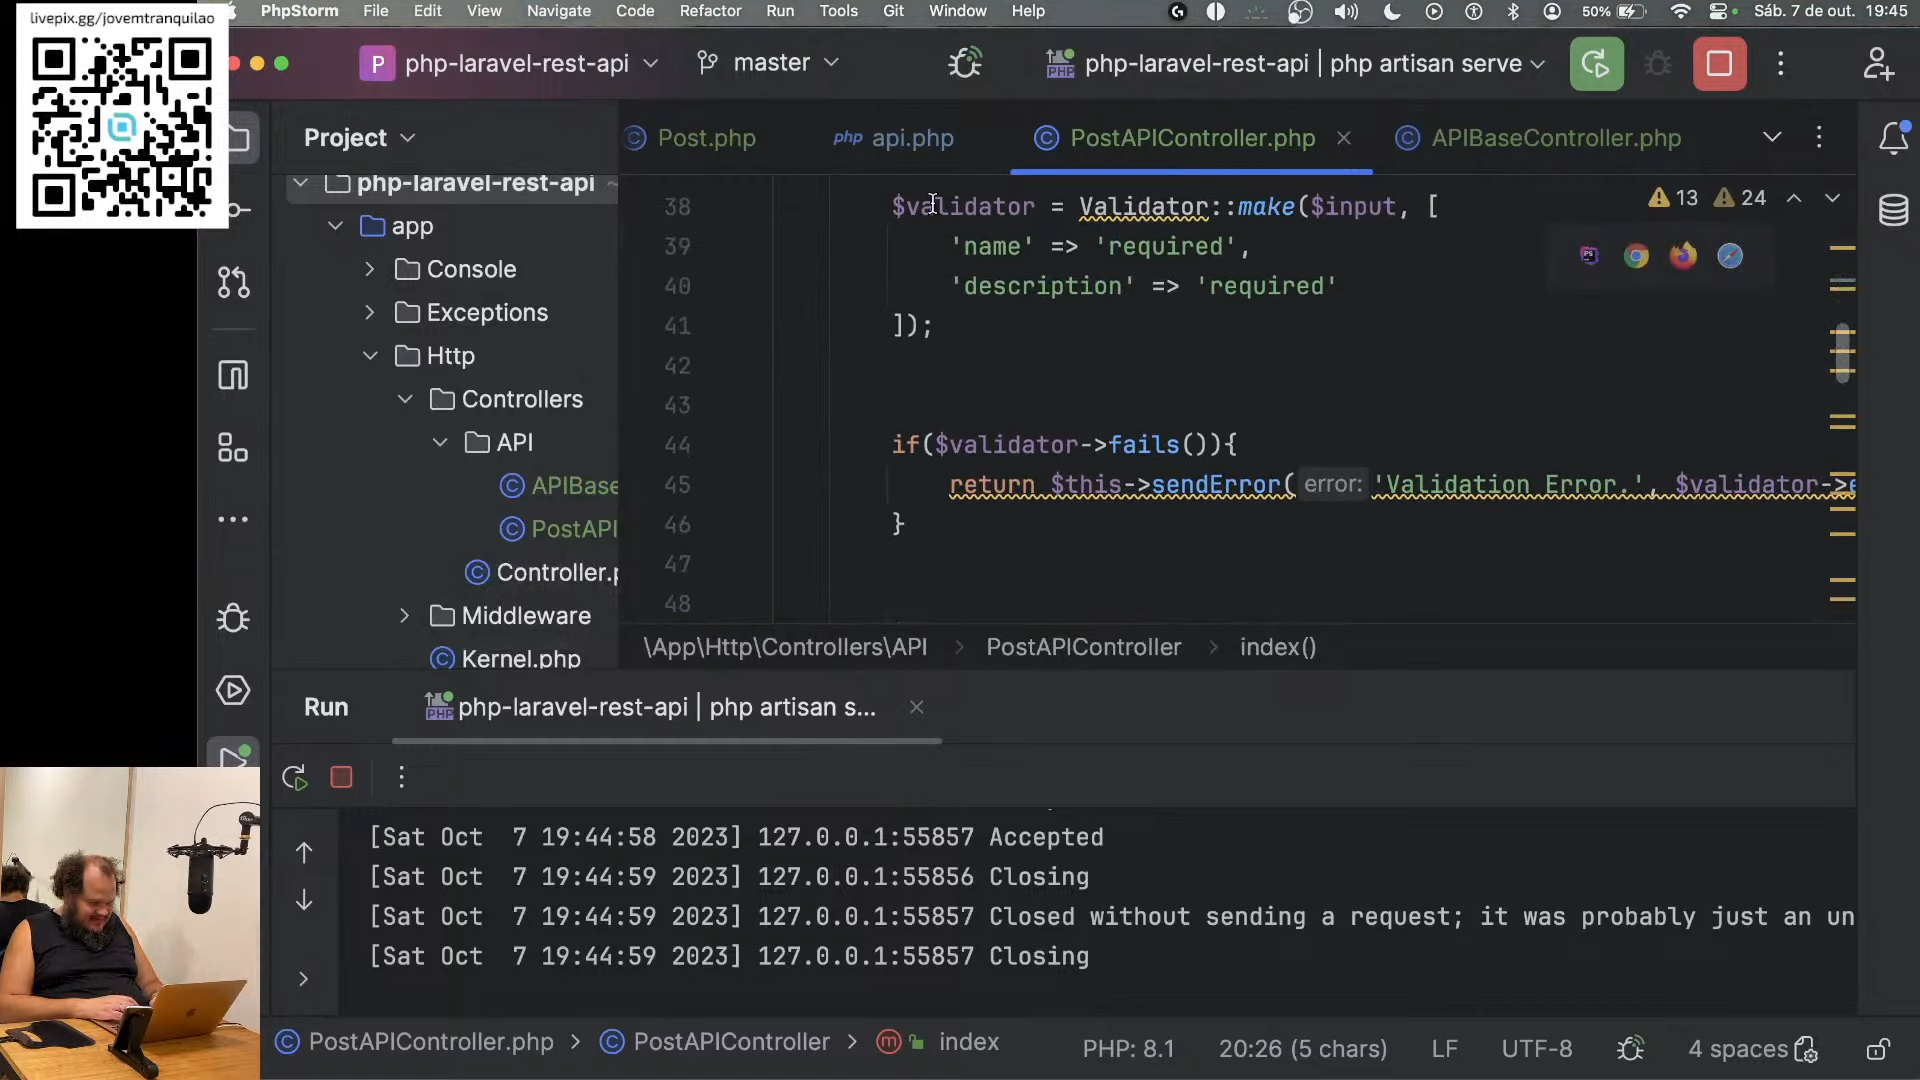 livepix.gg/jovemtranquilao
PhpStorm File Edit View Navigate Code Refactor Run Tools Git Window Help 50% Sáb. 7 de out. 19:45
P php-laravel-rest-api master php-laravel-rest-api | php artisan serve
Project
Post.php php api.php PostAPIController.php APIBaseController.php
php-laravel-rest-api ~
app
Console
Exceptions
Http
Controllers
API
APIBase
PostAPI
Controller.p
Middleware
Kernel.php
13 24
38 $validator = Validator::make($input, [
39 'name' => 'required',
40 'description' => 'required'
41 ]);
42
43
44 if($validator->fails()){
45 return $this->sendError( error: 'Validation Error.', $validator->e
46 }
47
48
\App\Http\Controllers\API > PostAPIController > index()
Run php-laravel-rest-api | php artisan s...
[Sat Oct 7 19:44:58 2023] 127.0.0.1:55857 Accepted
[Sat Oct 7 19:44:59 2023] 127.0.0.1:55856 Closing
[Sat Oct 7 19:44:59 2023] 127.0.0.1:55857 Closed without sending a request; it was probably just an un
[Sat Oct 7 19:44:59 2023] 127.0.0.1:55857 Closing
PostAPIController.php > PostAPIController > m index PHP: 8.1 20:26 (5 chars) LF UTF-8 4 spaces